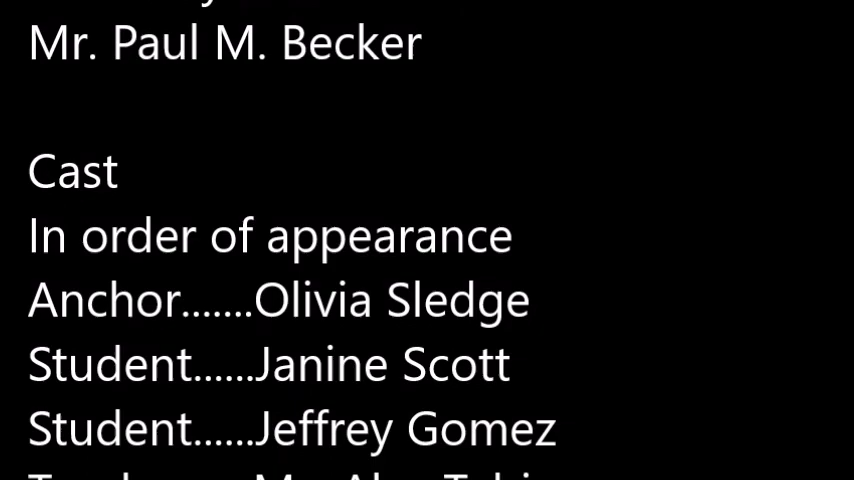 Mr. Paul M. Becker
Cast
In order of appearance
Anchor.......Olivia Sledge
Student......Janine Scott
Student......Jeffrey Gomez